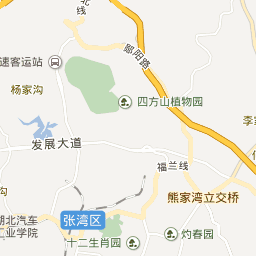 北线
郧阳路
速客运站
杨家沟
四方山植物园
李
发展大道
福兰线
沟
熊家湾立交桥
张湾区
湖北汽车
工业学院
十二生肖园
灼春园